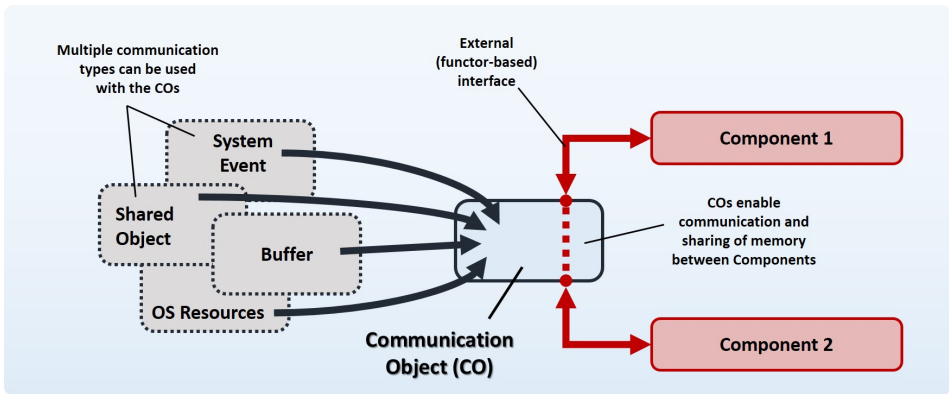 Multiple communication
types can be used
with the COs
External
(functor-based)
interface
System
Event
Shared
Object
Buffer
OS Resources
Communication
Object (CO)
Component 1
COs enable
communication and
sharing of memory
between Components
Component 2